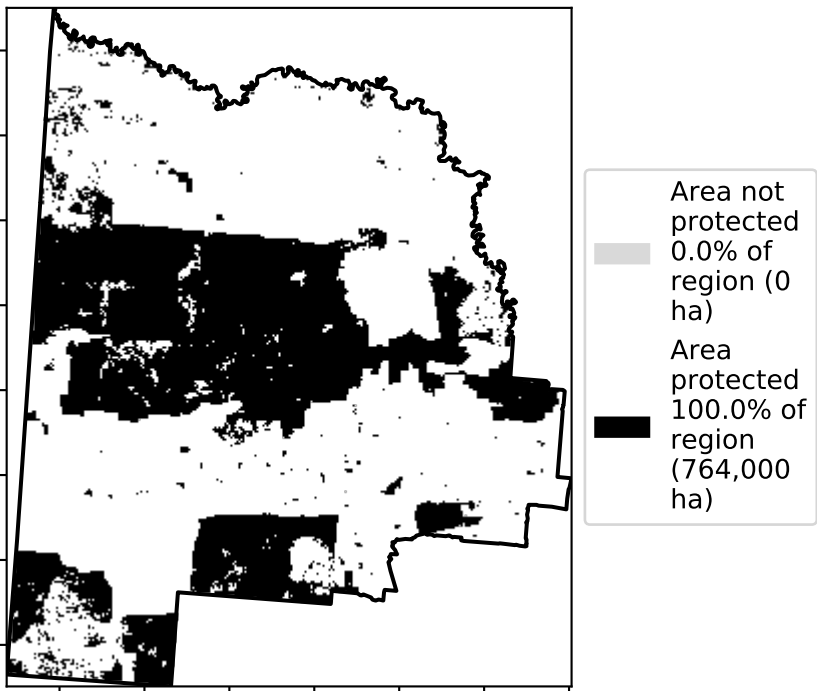 Area not
protected
0.0% of
region (0
ha)
Area
protected
100.0% of
region
(764,000
ha)